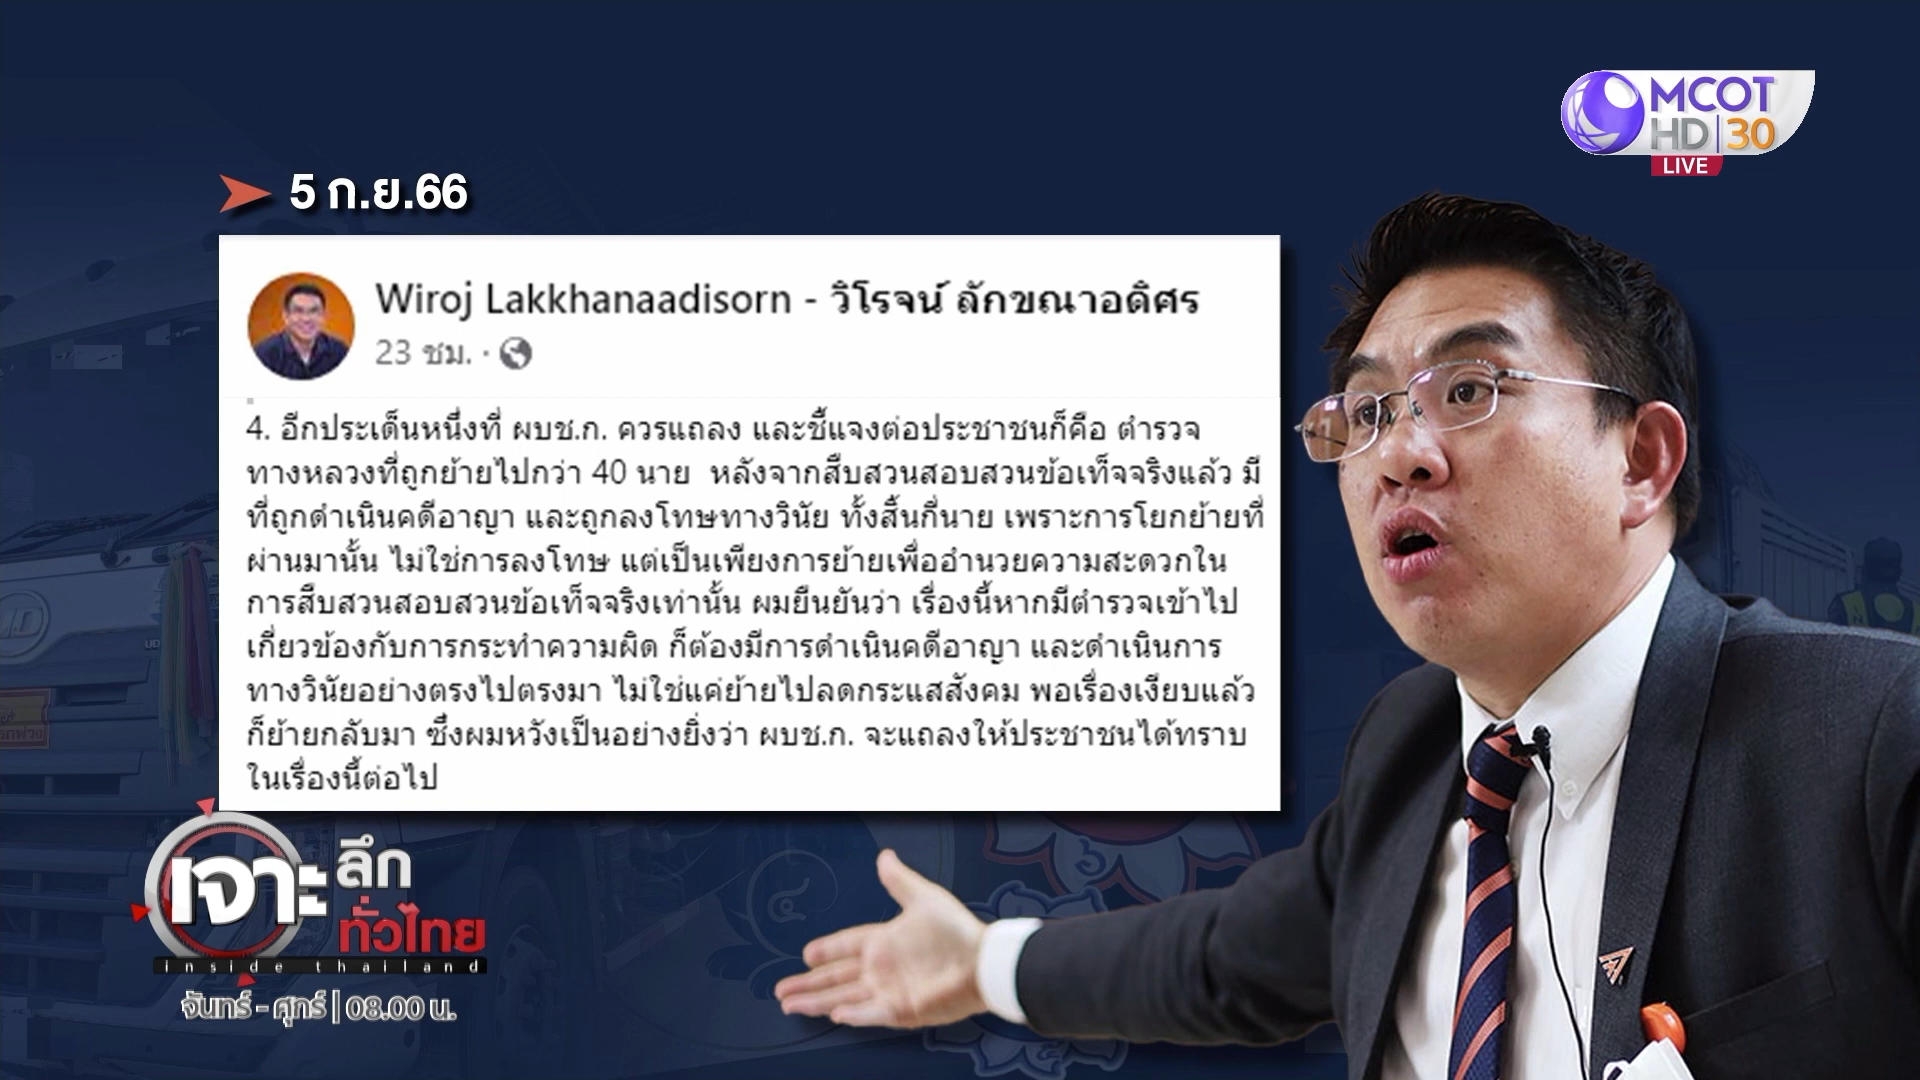 MCOT
HD 30
LIVE
5 ก.ย.66
Wiroj Lakkhanaadisorn - วิโรจน์ ลักขณาอดิศร
23 ชม. ·
4. อีกประเด็นหนึ่งที่ ผบช.ก. ควรแถลง และชี้แจงต่อประชาชนก็คือ ตำรวจ
ทางหลวงที่ถูกย้ายไปกว่า 40 นาย หลังจากสืบสวนสอบสวนข้อเท็จจริงแล้ว มี
ที่ถูกดำเนินคดีอาญา และถูกลงโทษทางวินัย ทั้งสิ้นกี่นาย เพราะการโยกย้ายที่
ผ่านมานั้น ไม่ใช่การลงโทษ แต่เป็นเพียงการย้ายเพื่ออำนวยความสะดวกใน
การสืบสวนสอบสวนข้อเท็จจริงเท่านั้น ผมยืนยันว่า เรื่องนี้หากมีตำรวจเข้าไป
เกี่ยวข้องกับการกระทำความผิด ก็ต้องมีการดำเนินคดีอาญา และดำเนินการ
ทางวินัยอย่างตรงไปตรงมา ไม่ใช่แค่ย้ายไปลดกระแสสังคม พอเรื่องเงียบแล้ว
ก็ย้ายกลับมา ซึ่งผมหวังเป็นอย่างยิ่งว่า ผบช.ก. จะแถลงให้ประชาชนได้ทราบ
ในเรื่องนี้ต่อไป
เจาะลึก
ทั่วไทย
inside thailand
จันทร์ - ศุกร์ | 08.00 น.
UD